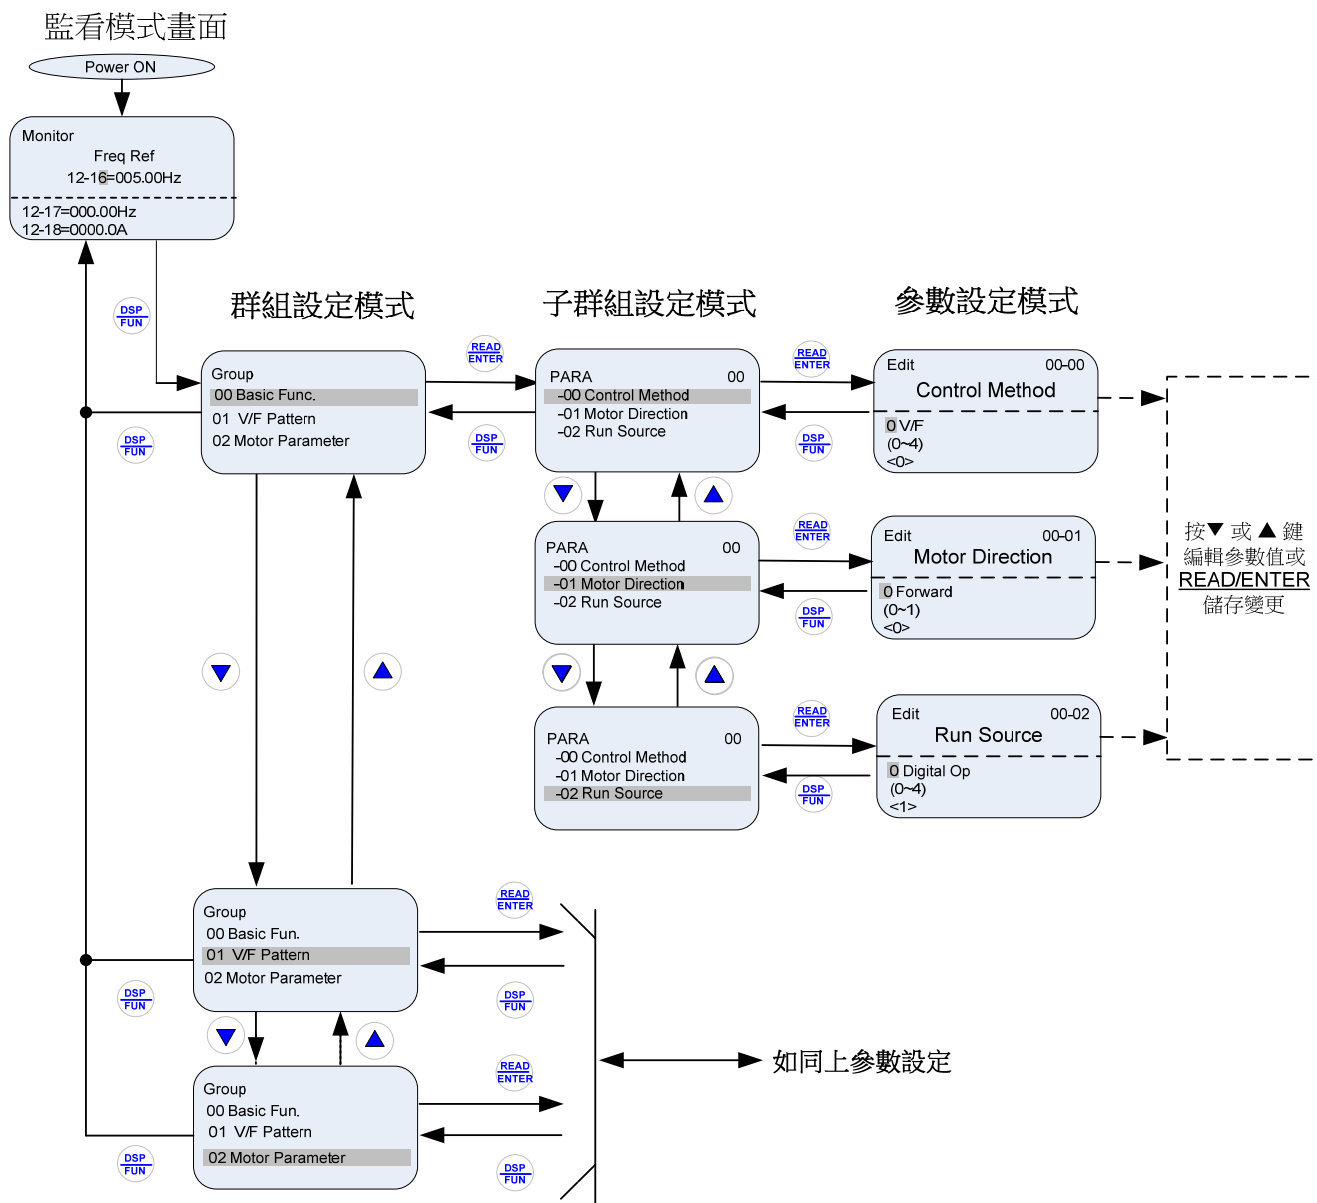 監看模式畫面
Power ON
Monitor
Freq Ref
12-16=005.00Hz
12-17=000.00Hz
12-18=0000.0A
DSP
FUN
群組設定模式
子群組設定模式
參數設定模式
Group
00 Basic Func.
01 V/F Pattern
02 Motor Parameter
READ
ENTER
DSP
FUN
DSP
FUN
PARA 00
-00 Control Method
-01 Motor Direction
-02 Run Source
READ
ENTER
DSP
FUN
Edit 00-00
Control Method
0 V/F
(0~4)
<0>
PARA 00
-00 Control Method
-01 Motor Direction
-02 Run Source
READ
ENTER
DSP
FUN
Edit 00-01
Motor Direction
0 Forward
(0~1)
<0>
按▼ 或 ▲ 鍵
編輯參數值或
READ/ENTER
儲存變更
PARA 00
-00 Control Method
-01 Motor Direction
-02 Run Source
READ
ENTER
DSP
FUN
Edit 00-02
Run Source
0 Digital Op
(0~4)
<1>
Group
00 Basic Fun.
01 V/F Pattern
02 Motor Parameter
READ
ENTER
DSP
FUN
DSP
FUN
Group
00 Basic Fun.
01 V/F Pattern
02 Motor Parameter
READ
ENTER
DSP
FUN
DSP
FUN
如同上參數設定